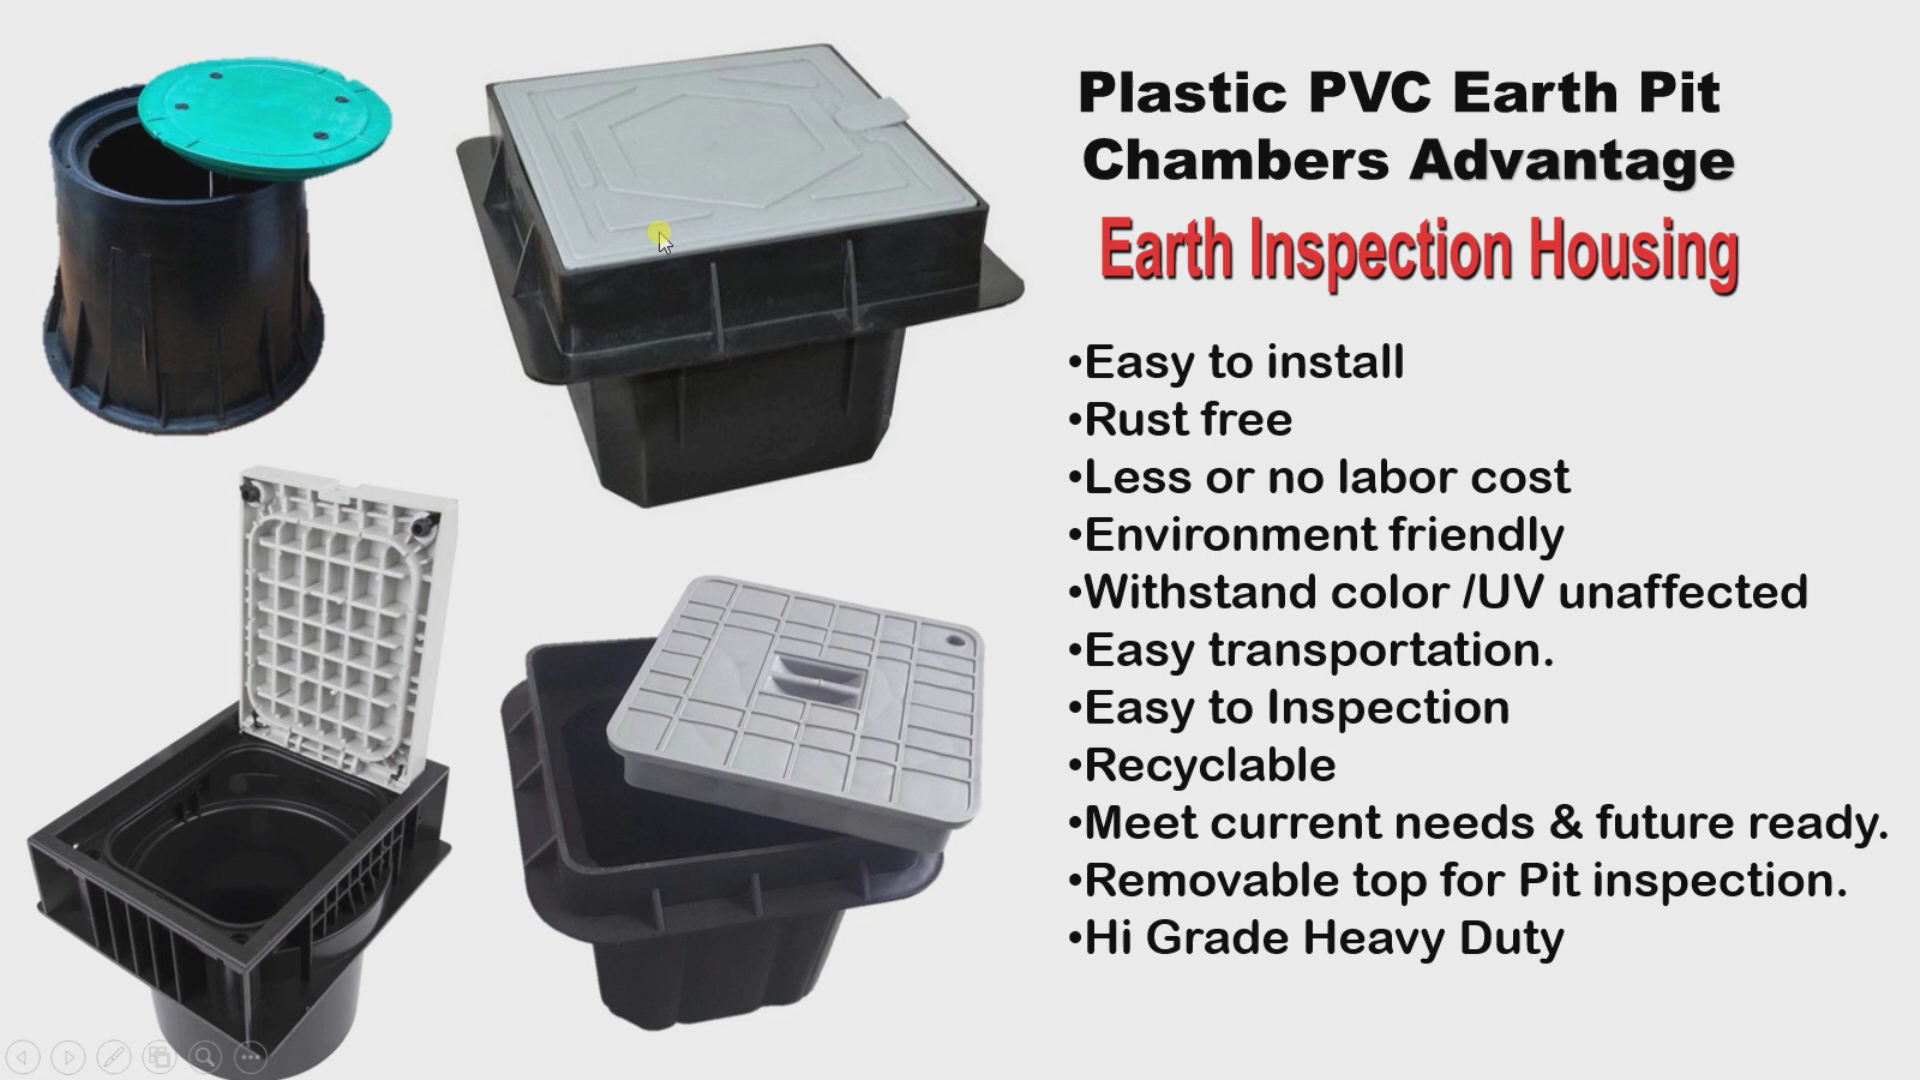 Plastic PVC Earth Pit
Chambers Advantage
Earth Inspection Housing
•Easy to install
•Rust free
•Less or no labor cost
•Environment friendly
•Withstand color /UV unaffected
•Easy transportation.
•Easy to Inspection
•Recyclable
•Meet current needs & future ready.
•Removable top for Pit inspection.
•Hi Grade Heavy Duty